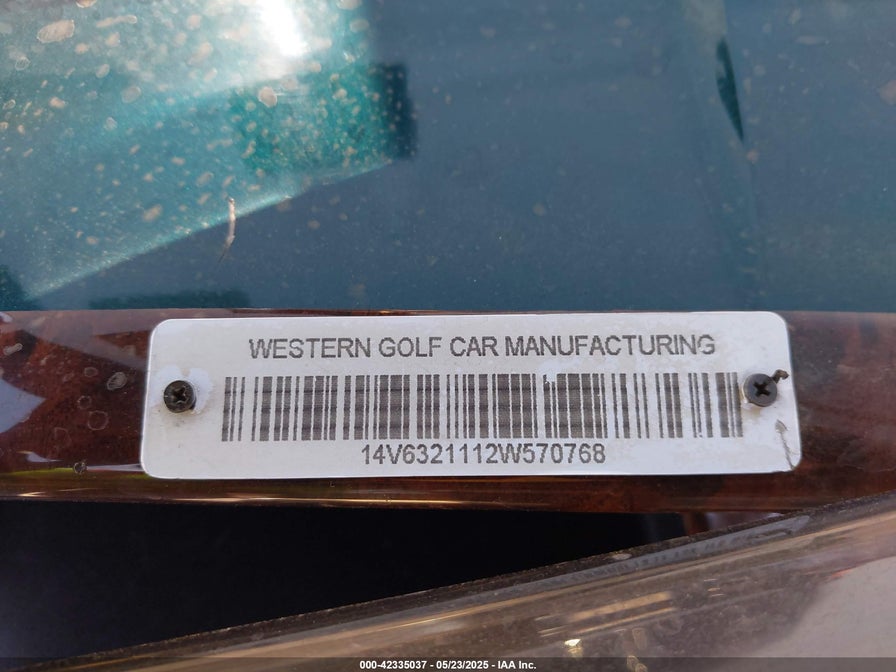 WESTERN GOLF CAR MANUFACTURING
14V6321112W570768
000-42335037 - 05/23/2025 - IAA Inc.